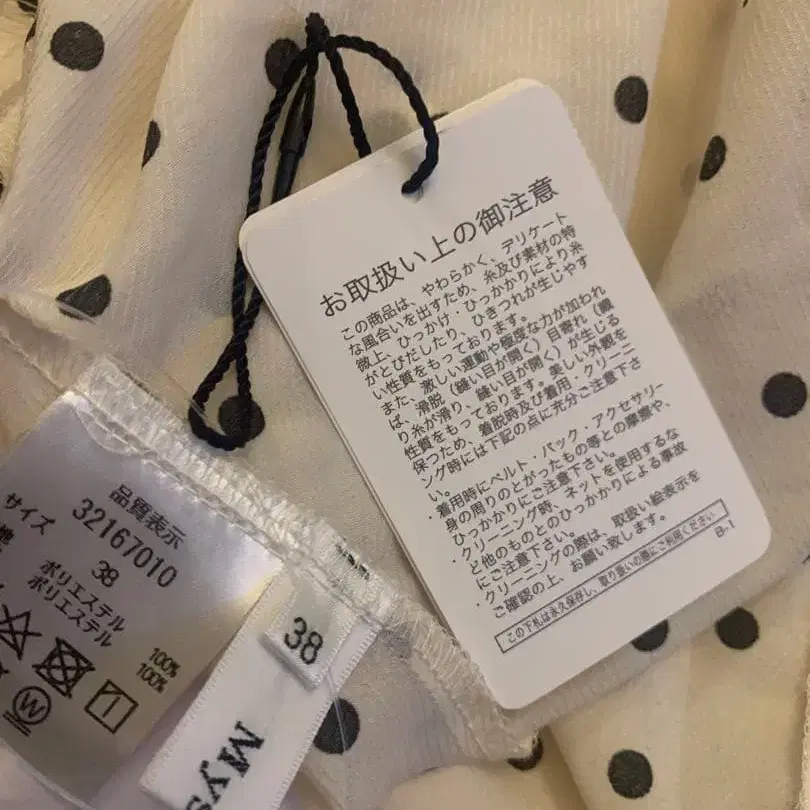 お取扱い上の御注意
この商品は、やわらかく、デリケート
な風合いを出すため、糸及び素材の特
徴上、ひっかけ・ひっかかりにより糸
がとびだしたり、ひきつれが生じやす
い性質をもっております。
また、激しい運動や極度な力が加われ
ば、滑脱（縫い目が開く）目寄れ（織
り糸が滑り、縫い目が開く）が生じる
性質をもっております。美しい外観を
保つため、着脱時及び着用・クリーニ
ング時には下記の点に充分ご注意下さ
い。
・着用時にベルト・バック・アクセサリー
身の周りのとがったもの等との摩擦や、
ひっかかりにご注意下さい。
・クリーニング時、ネットを使用するな
ど他のものとのひっかかりによる事故
にご注意下さい。
・クリーニングの際は、取扱い絵表示を
ご確認の上、お願い致します。
この下札は永久保存し、取り扱いの際にご利用ください
B-1
品質表示
32167010
サイズ 38
ポリエステル 100%
ポリエステル 100%
W
38
Mys